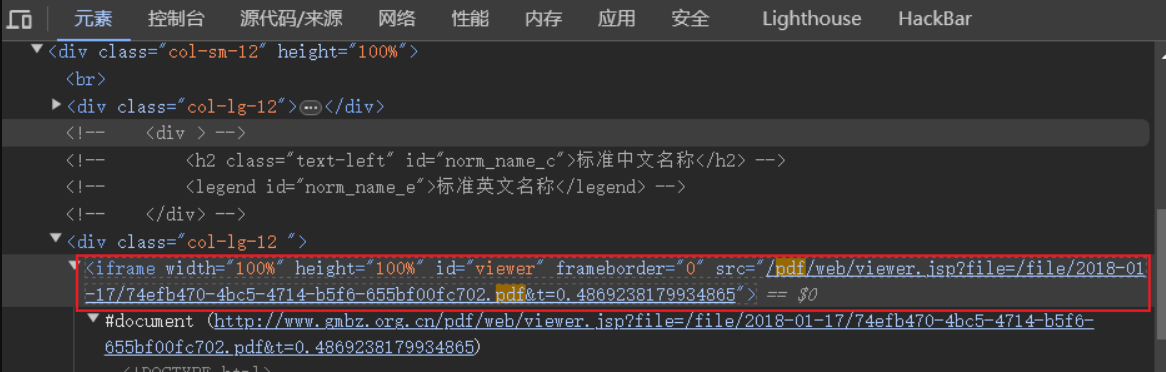 元素 控制台 源代码/来源 网络 性能 内存 应用 安全 Lighthouse HackBar
<div class="col-sm-12" height="100%">
<br>
<div class="col-lg-12">…</div>
<!-- <div > -->
<!-- <h2 class="text-left" id="norm_name_c">标准中文名称</h2> -->
<!-- <legend id="norm_name_e">标准英文名称</legend> -->
<!-- </div> -->
<div class="col-lg-12 ">
<iframe width="100%" height="100%" id="viewer" frameborder="0" src="/pdf/web/viewer.jsp?file=/file/2018-01
-17/74efb470-4bc5-4714-b5f6-655bf00fc702.pdf&t=0.4869238179934865"> == $0
#document (http://www.gmbz.org.cn/pdf/web/viewer.jsp?file=/file/2018-01-17/74efb470-4bc5-4714-b5f6-
655bf00fc702.pdf&t=0.4869238179934865)
<!DOCTYPE html>